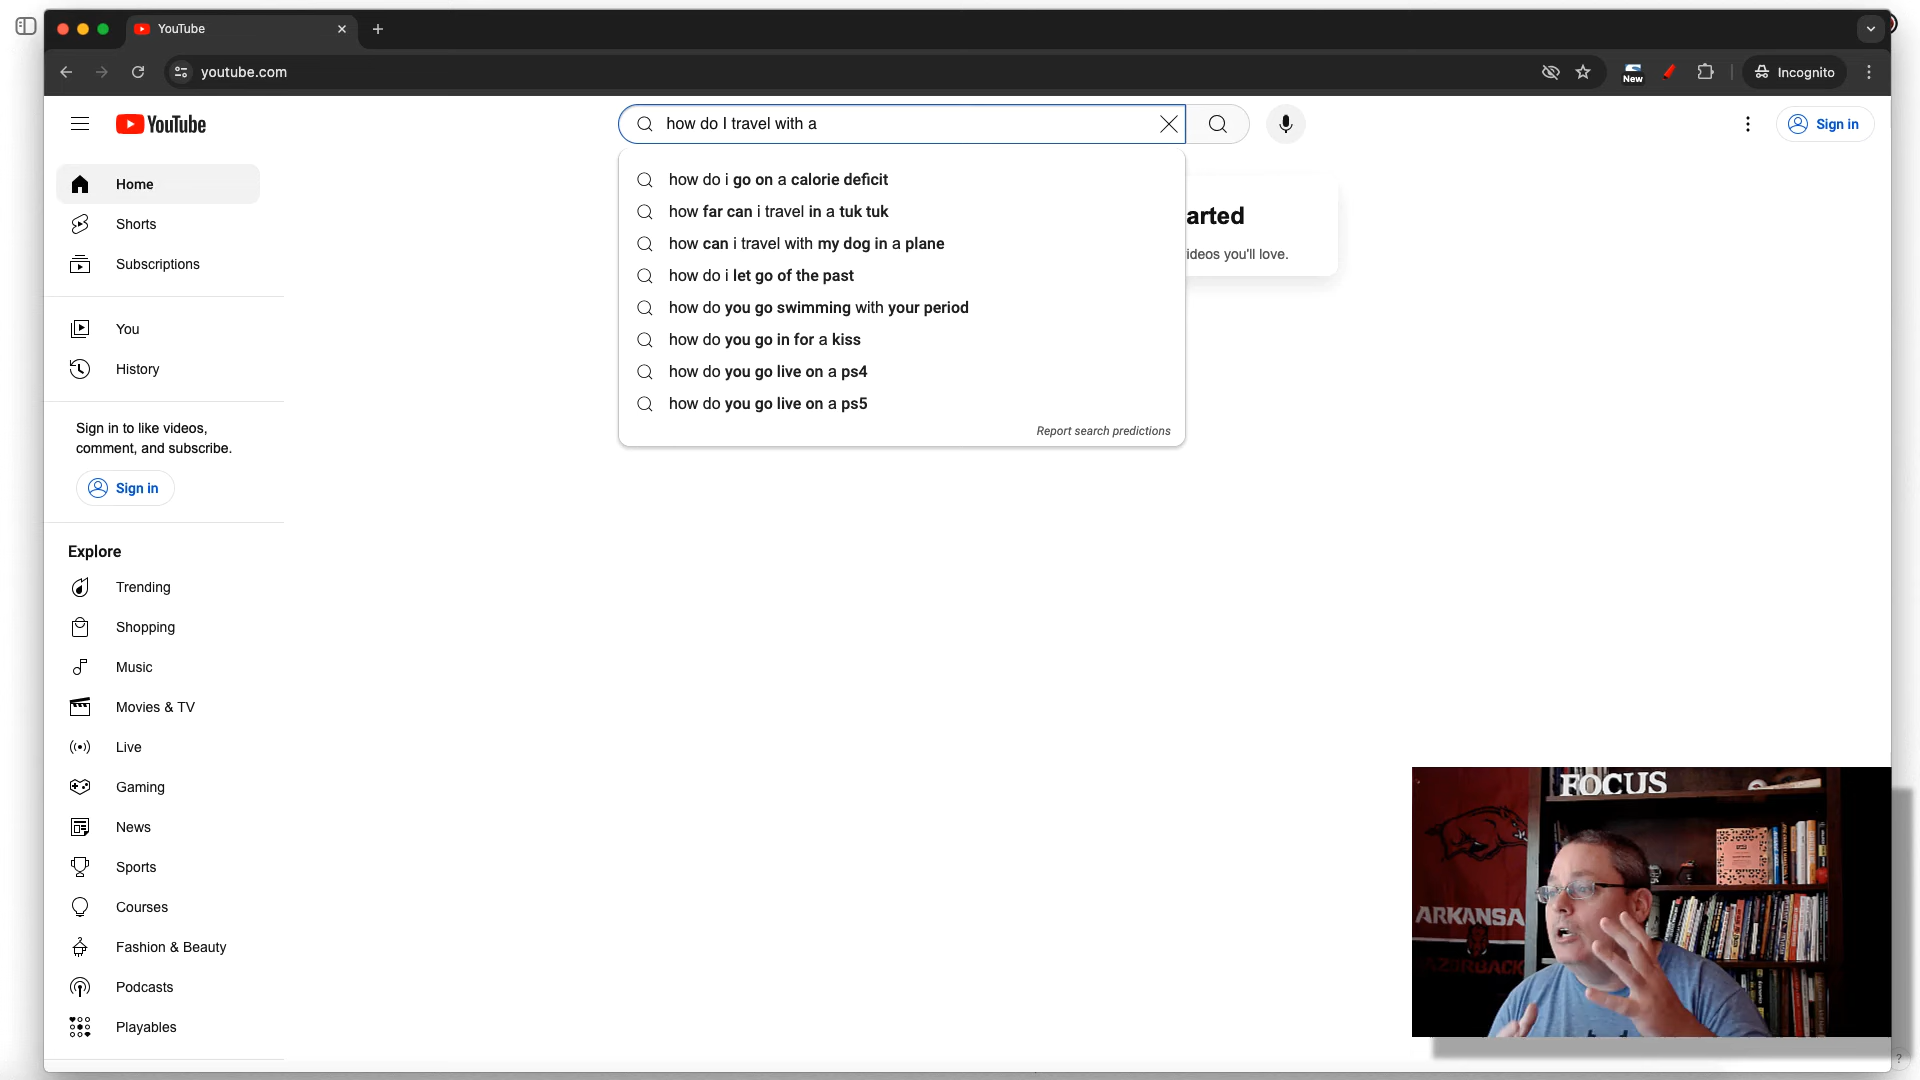 YouTube
youtube.com
New
Incognito
YouTube
how do I travel with a
Sign in
Home
Shorts
Subscriptions
You
History
Sign in to like videos,
comment, and subscribe.
Sign in
Explore
Trending
Shopping
Music
Movies & TV
Live
Gaming
News
Sports
Courses
Fashion & Beauty
Podcasts
Playables
how do i go on a calorie deficit
how far can i travel in a tuk tuk
how can i travel with my dog in a plane
how do i let go of the past
how do you go swimming with your period
how do you go in for a kiss
how do you go live on a ps4
how do you go live on a ps5
Report search predictions
arted
ideos you'll love.
FOCUS
ARKANSA
RAZORBACK
?